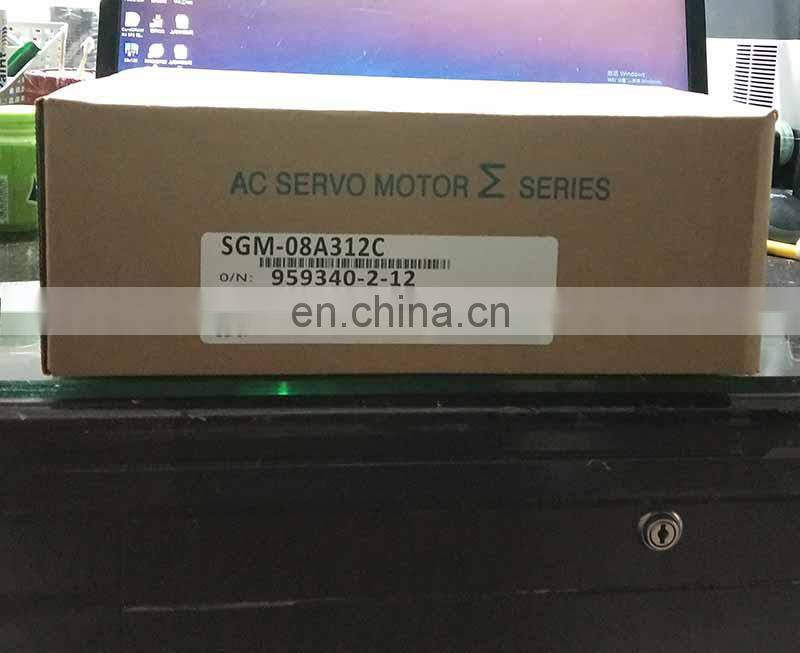 AC SERVO MOTOR Σ SERIES
SGM-08A312C
O/N: 959340-2-12
en.china.cn